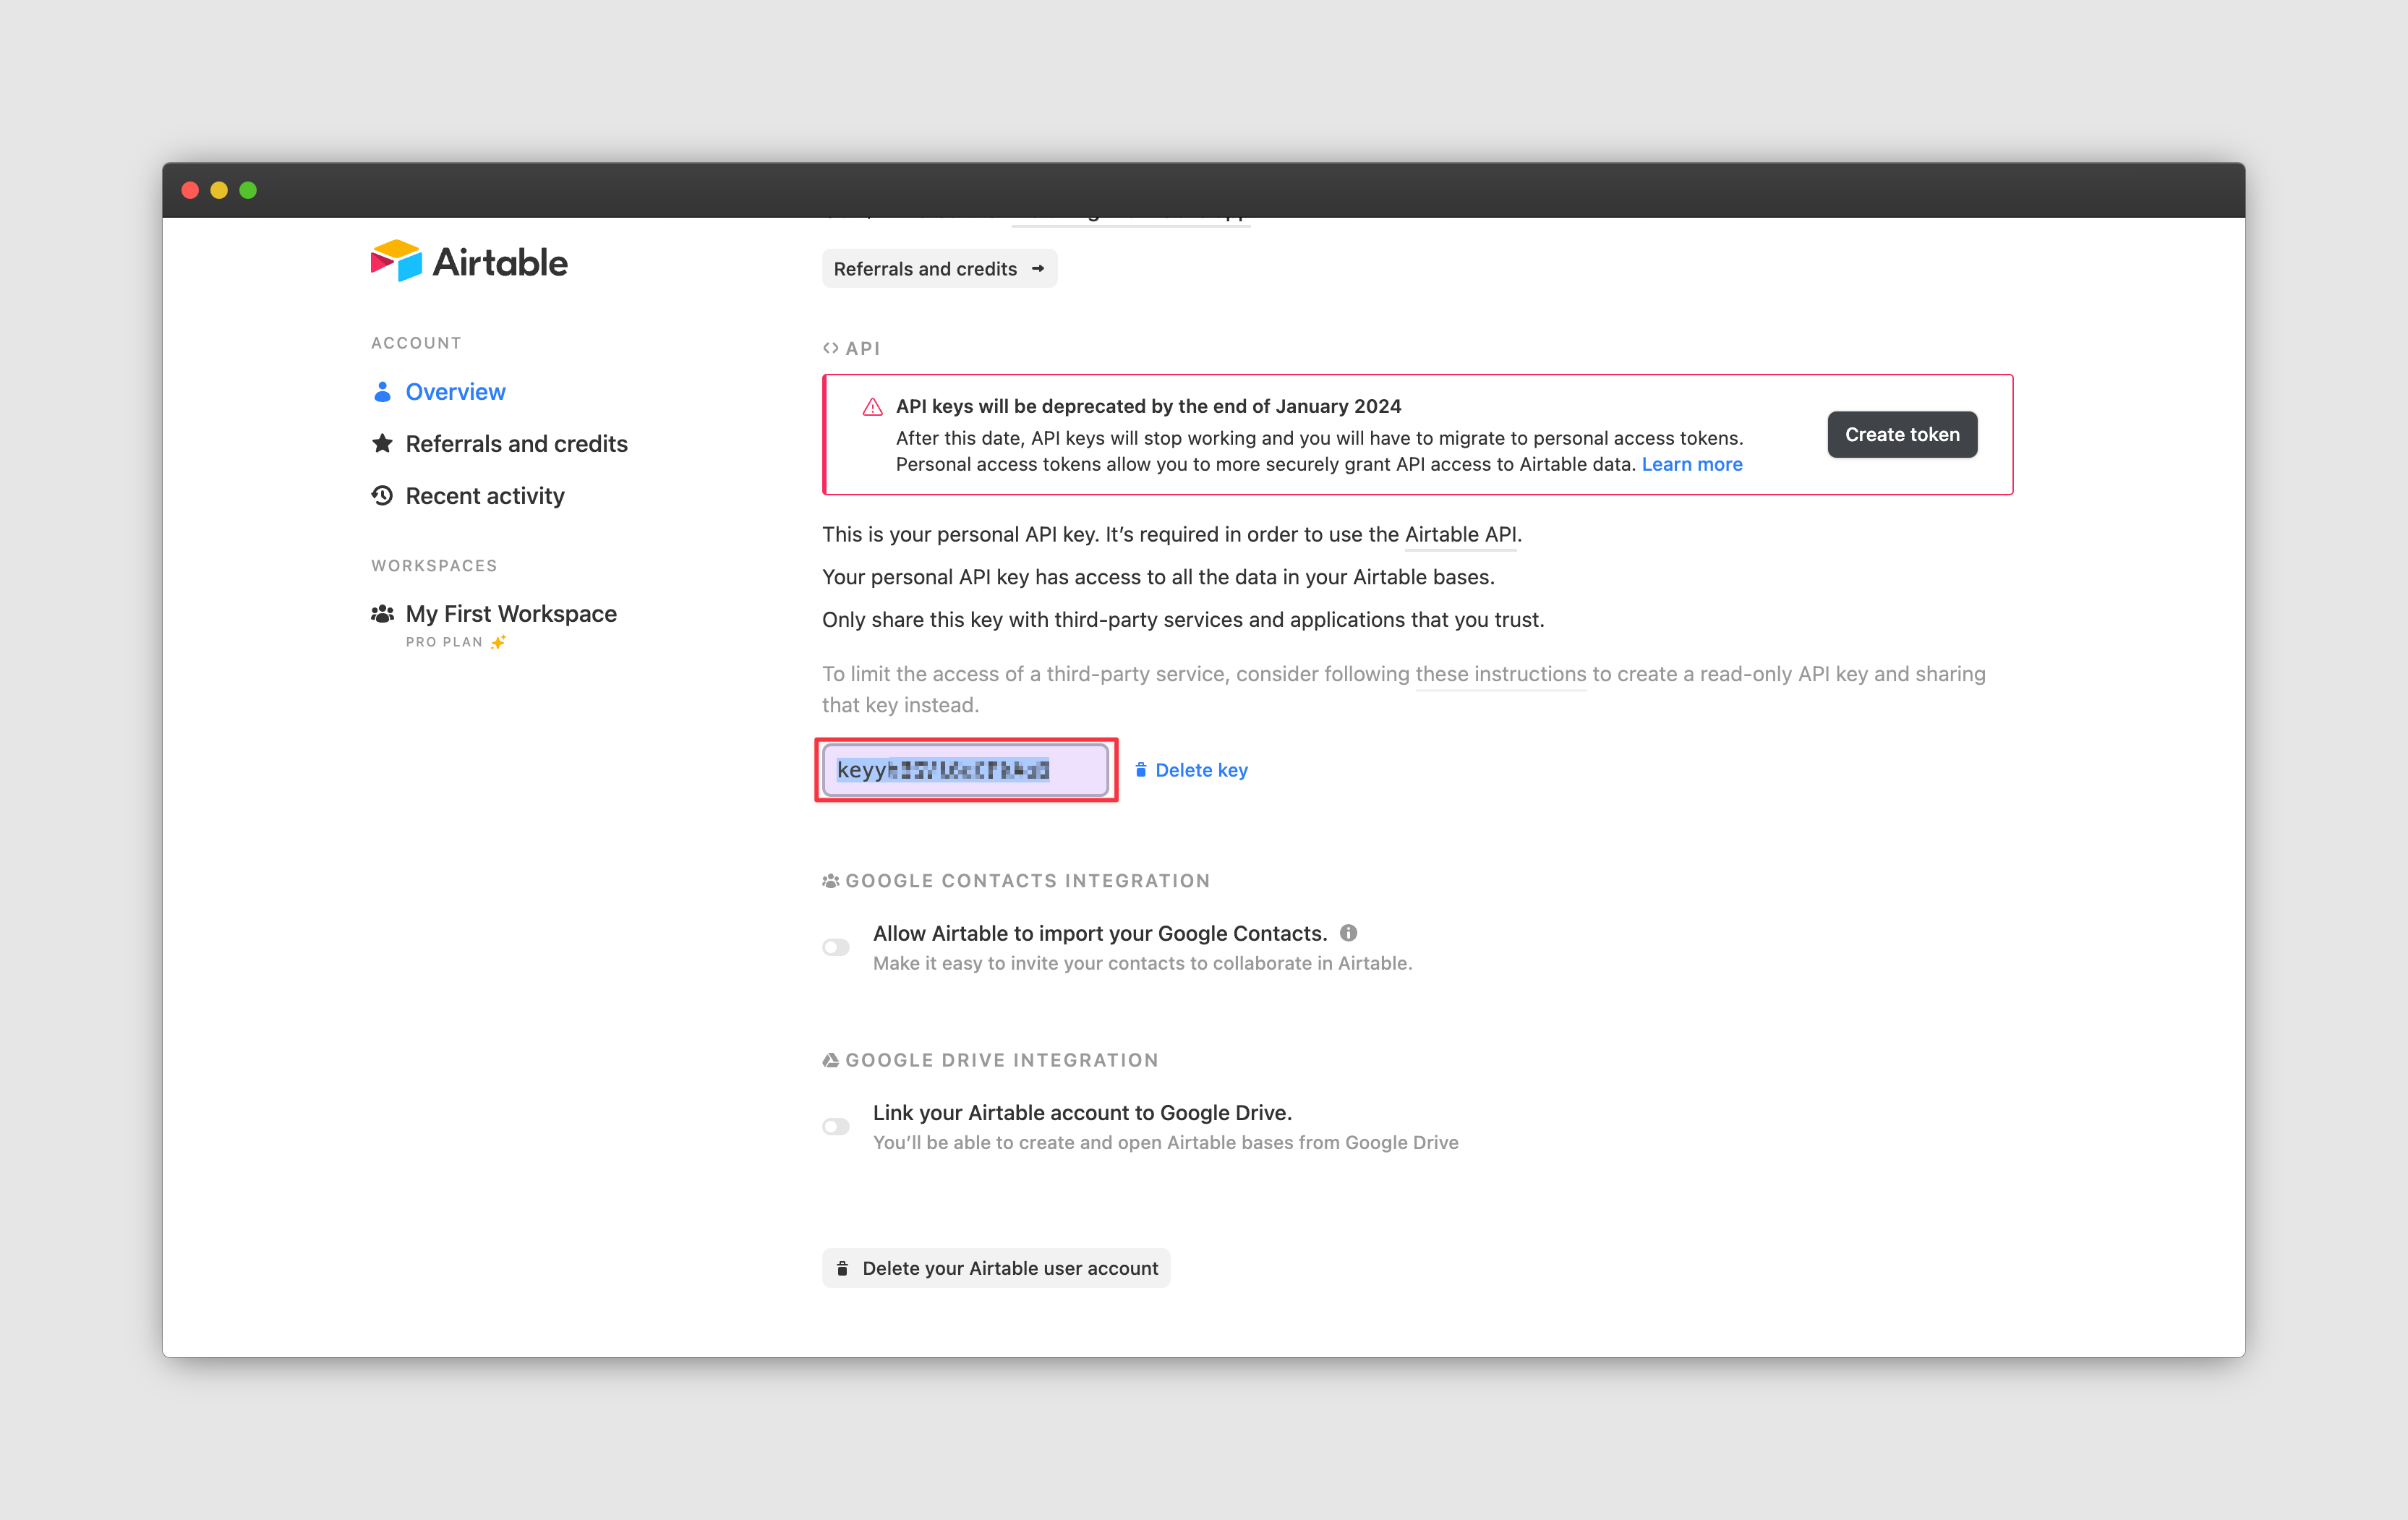 Airtable
ACCOUNT
Overview
Referrals and credits
Recent activity
WORKSPACES
My First Workspace
PRO PLAN
Referrals and credits
API
API keys will be deprecated by the end of January 2024
After this date, API keys will stop working and you will have to migrate to personal access tokens.
Personal access tokens allow you to more securely grant API access to Airtable data. Learn more
Create token
This is your personal API key. It’s required in order to use the Airtable API.
Your personal API key has access to all the data in your Airtable bases.
Only share this key with third-party services and applications that you trust.
To limit the access of a third-party service, consider following these instructions to create a read-only API key and sharing
that key instead.
Delete key
GOOGLE CONTACTS INTEGRATION
Allow Airtable to import your Google Contacts.
Make it easy to invite your contacts to collaborate in Airtable.
GOOGLE DRIVE INTEGRATION
Link your Airtable account to Google Drive.
You’ll be able to create and open Airtable bases from Google Drive
Delete your Airtable user account